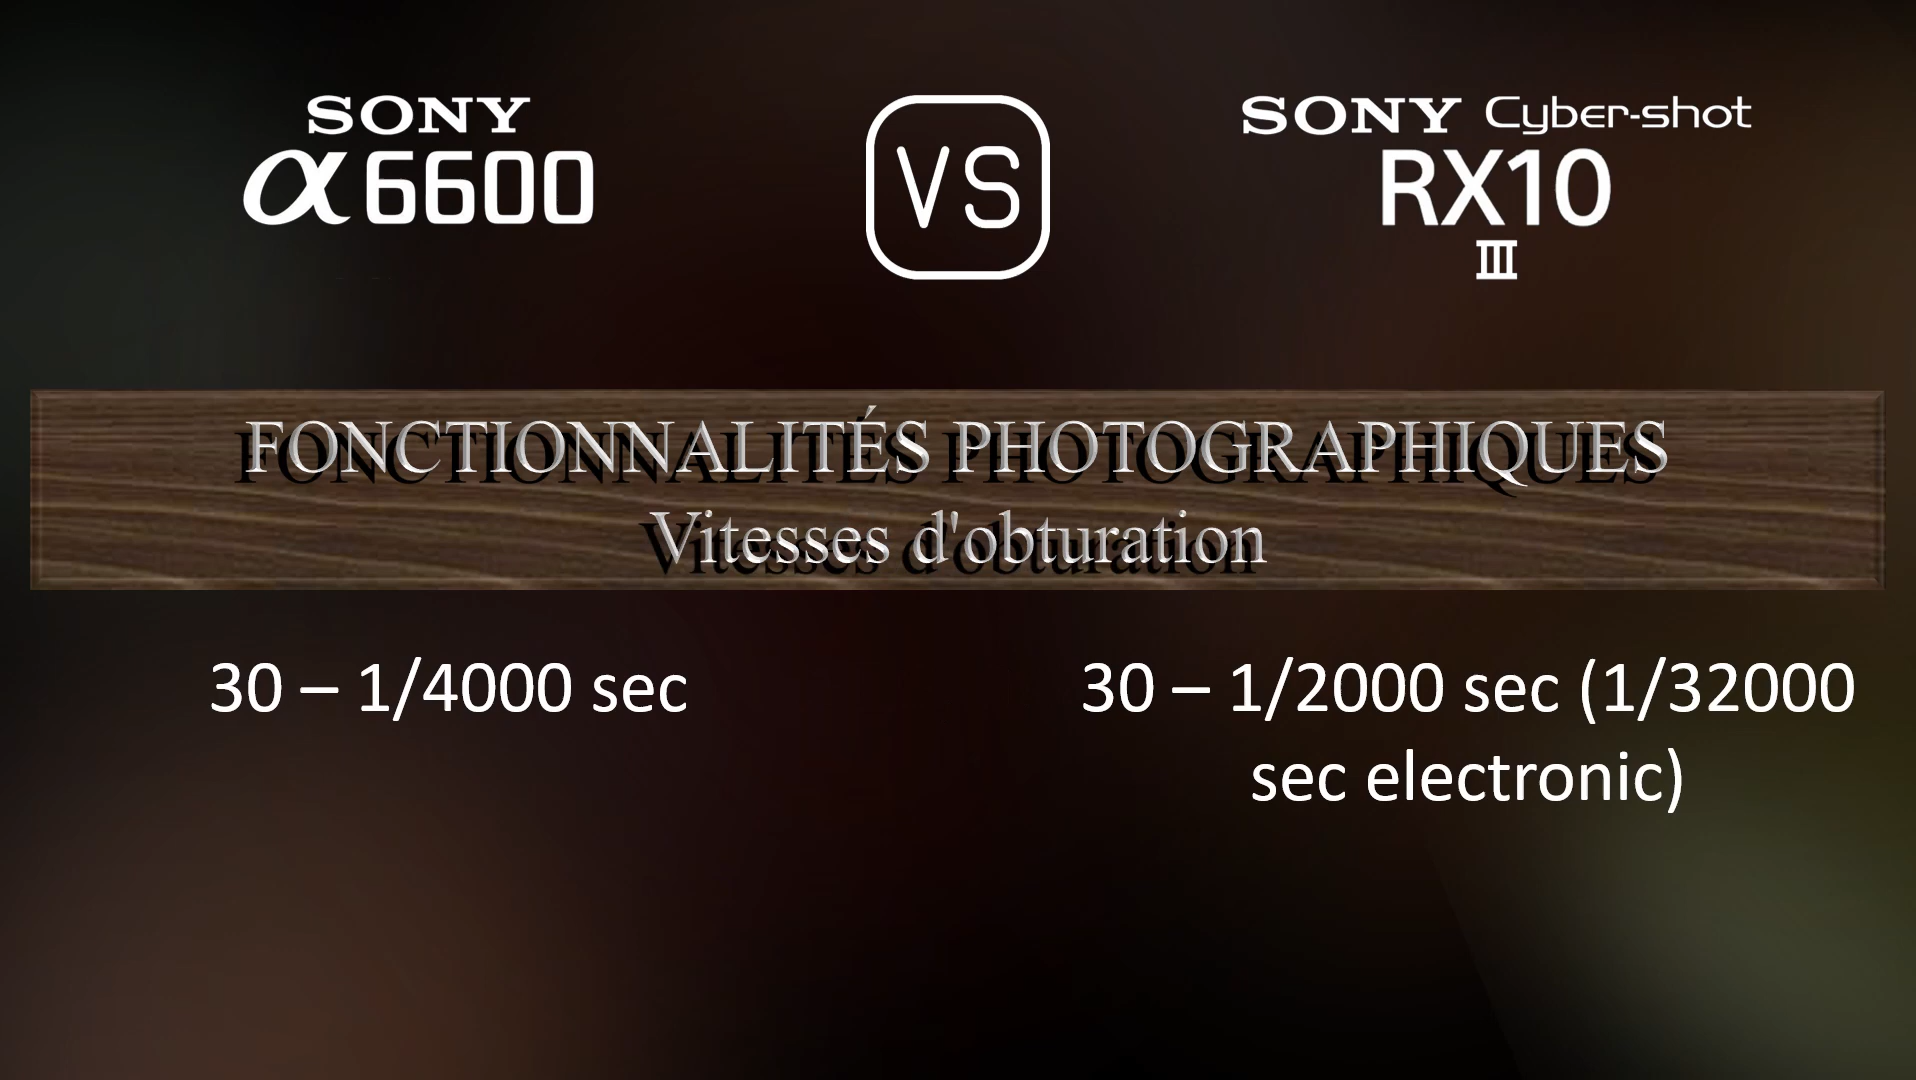 SONY
α6600
VS
SONY Cyber-shot
RX10
III
FONCTIONNALITÉS PHOTOGRAPHIQUES
Vitesses d'obturation
30 – 1/4000 sec
30 – 1/2000 sec (1/32000
sec electronic)